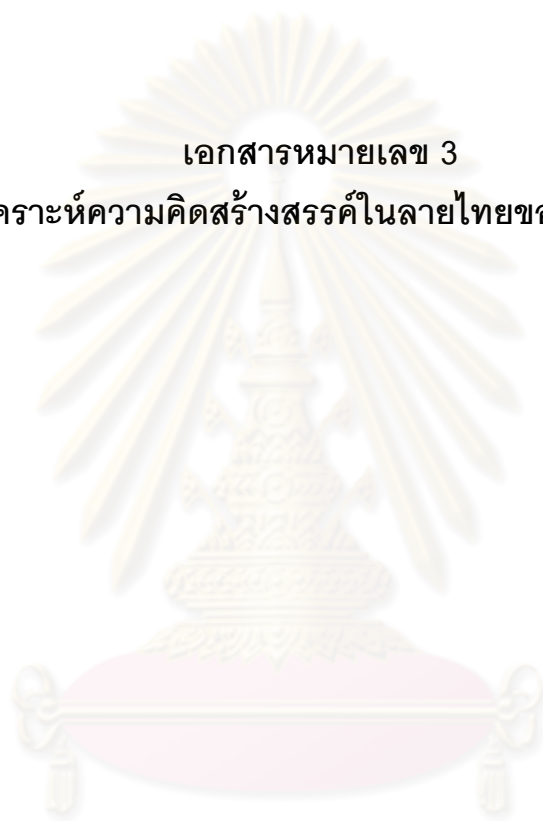 เอกสารหมายเลข 3
คราะห์ความคิดสร้างสรรค์ในลายไทยขอ